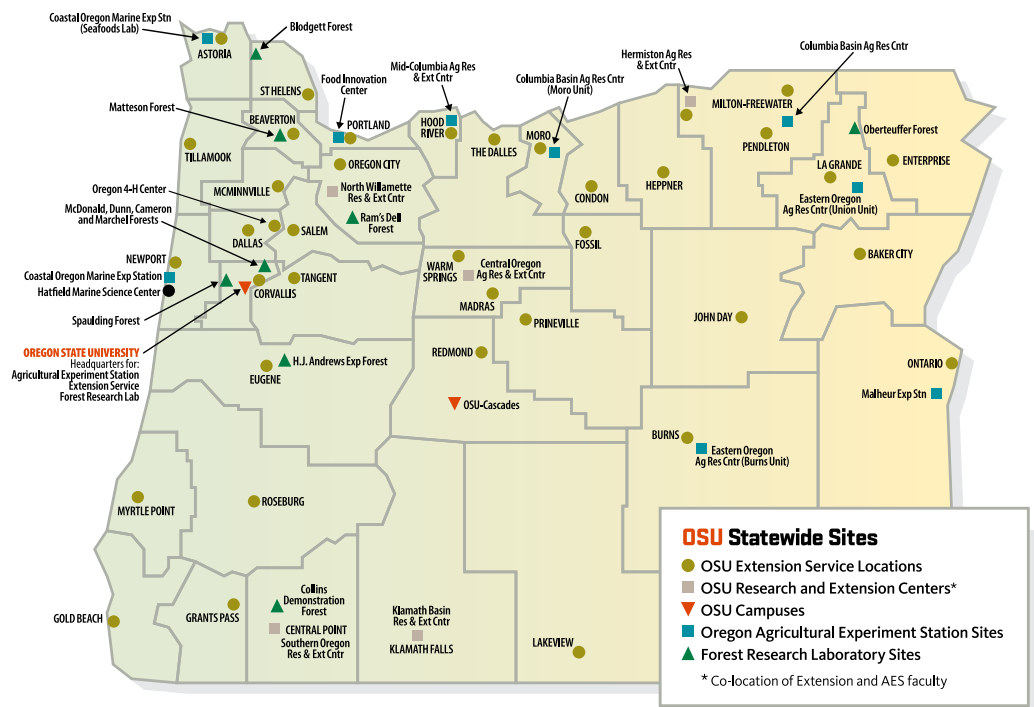 Coastal Oregon Marine Exp Stn
(Seafoods Lab)
ASTORIA
Blodgett Forest
ST HELENS
Matteson Forest
BEAVERTON
Food Innovation
Center
PORTLAND
Mid-Columbia Ag Res
& Ext Cntr
HOOD
RIVER
THE DALLES
Columbia Basin Ag Res Cntr
(Moro Unit)
MORO
Hermiston Ag Res
& Ext Cntr
Columbia Basin Ag Res Cntr
MILTON-FREEWATER
PENDLETON
Oberteuffer Forest
LA GRANDE
ENTERPRISE
Eastern Oregon
Ag Res Cntr (Union Unit)
TILLAMOOK
OREGON CITY
North Willamette
Res & Ext Cntr
Ram's Dell
Forest
MCMINNVILLE
Oregon 4-H Center
McDonald, Dunn, Cameron
and Marchel Forests
DALLAS
SALEM
CONDON
HEPPNER
FOSSIL
BAKER CITY
NEWPORT
Coastal Oregon Marine Exp Station
Hatfield Marine Science Center
CORVALLIS
TANGENT
Spaulding Forest
WARM
SPRINGS
Central Oregon
Ag Res & Ext Cntr
MADRAS
PRINEVILLE
JOHN DAY
OREGON STATE UNIVERSITY
Headquarters for:
Agricultural Experiment Station
Extension Service
Forest Research Lab
H.J. Andrews Exp Forest
EUGENE
REDMOND
OSU-Cascades
ONTARIO
Malheur Exp Stn
BURNS
Eastern Oregon
Ag Res Cntr (Burns Unit)
MYRTLE POINT
ROSEBURG
GOLD BEACH
GRANTS PASS
Collins
Demonstration
Forest
CENTRAL POINT
Southern Oregon
Res & Ext Cntr
Klamath Basin
Res & Ext Cntr
KLAMATH FALLS
LAKEVIEW
OSU Statewide Sites
OSU Extension Service Locations
OSU Research and Extension Centers*
OSU Campuses
Oregon Agricultural Experiment Station Sites
Forest Research Laboratory Sites
* Co-location of Extension and AES faculty